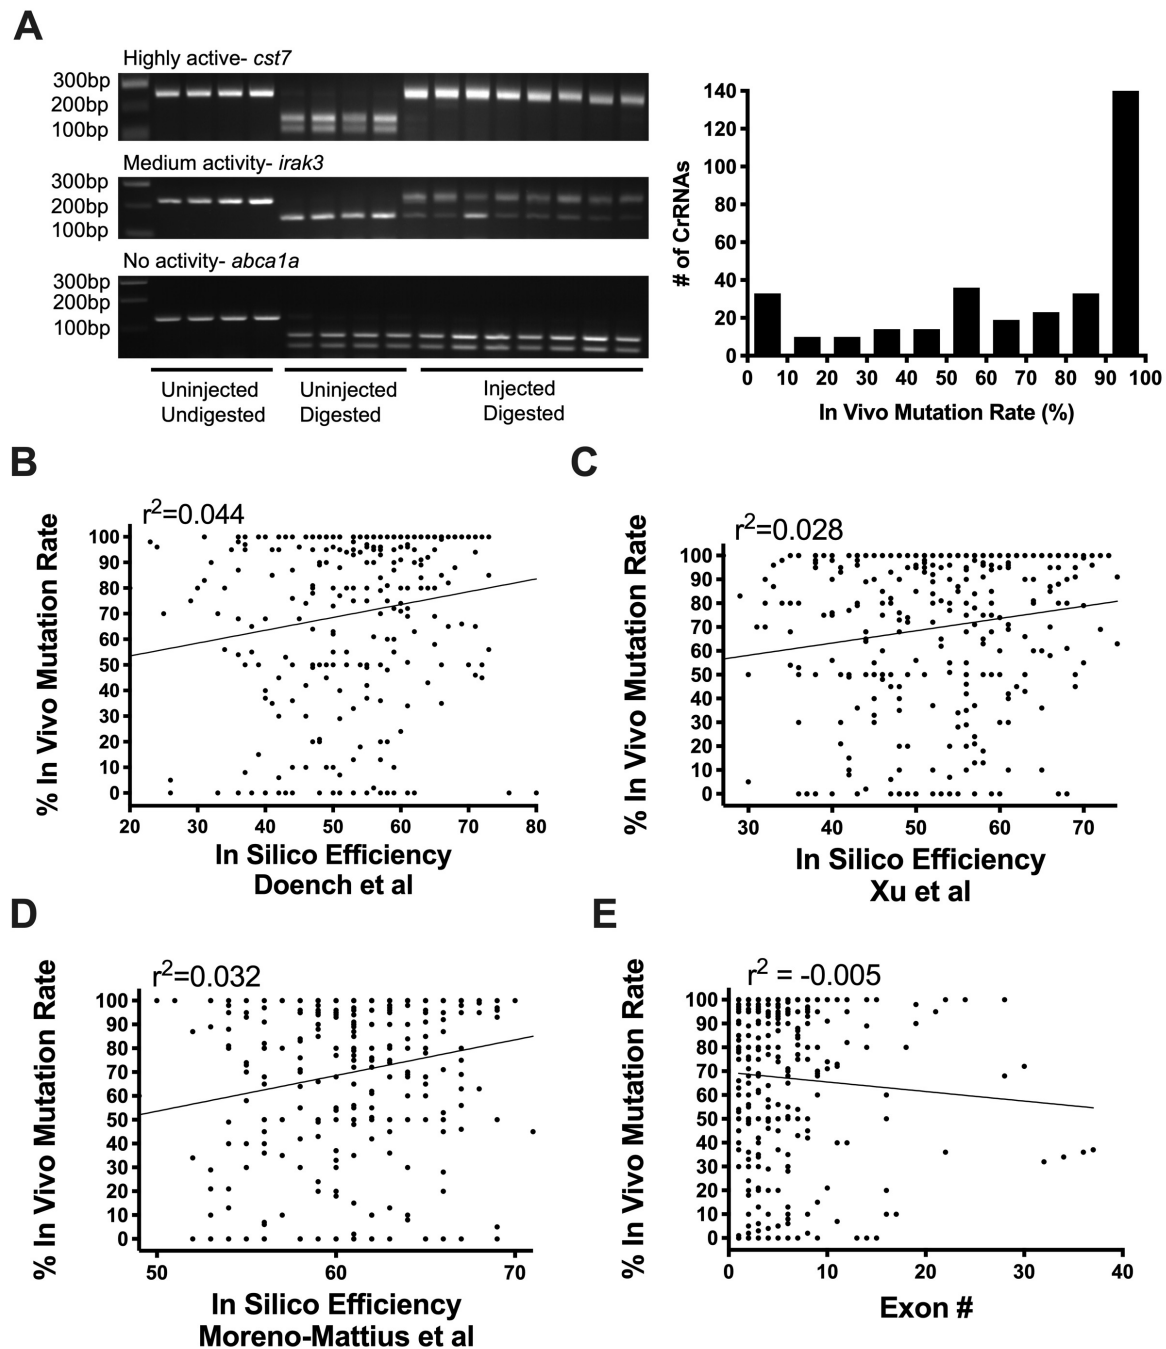 A
Highly active- cst7
300bp
200bp
100bp
Medium activity- irak3
300bp
200bp
100bp
No activity- abca1a
300bp
200bp
100bp
Uninjected
Undigested
Uninjected
Digested
Injected
Digested
# of CrRNAs
140
120
100
80
60
40
20
0
0 10 20 30 40 50 60 70 80 90 100
In Vivo Mutation Rate (%)
B
r2=0.044
% In Vivo Mutation Rate
100
90
80
70
60
50
40
30
20
10
0
20 30 40 50 60 70 80
In Silico Efficiency
Doench et al
C
r2=0.028
% In Vivo Mutation Rate
100
90
80
70
60
50
40
30
20
10
0
30 40 50 60 70
In Silico Efficiency
Xu et al
D
r2=0.032
% In Vivo Mutation Rate
100
90
80
70
60
50
40
30
20
10
0
50 60 70
In Silico Efficiency
Moreno-Mattius et al
E
r2 = -0.005
% In Vivo Mutation Rate
100
90
80
70
60
50
40
30
20
10
0
0 10 20 30 40
Exon #